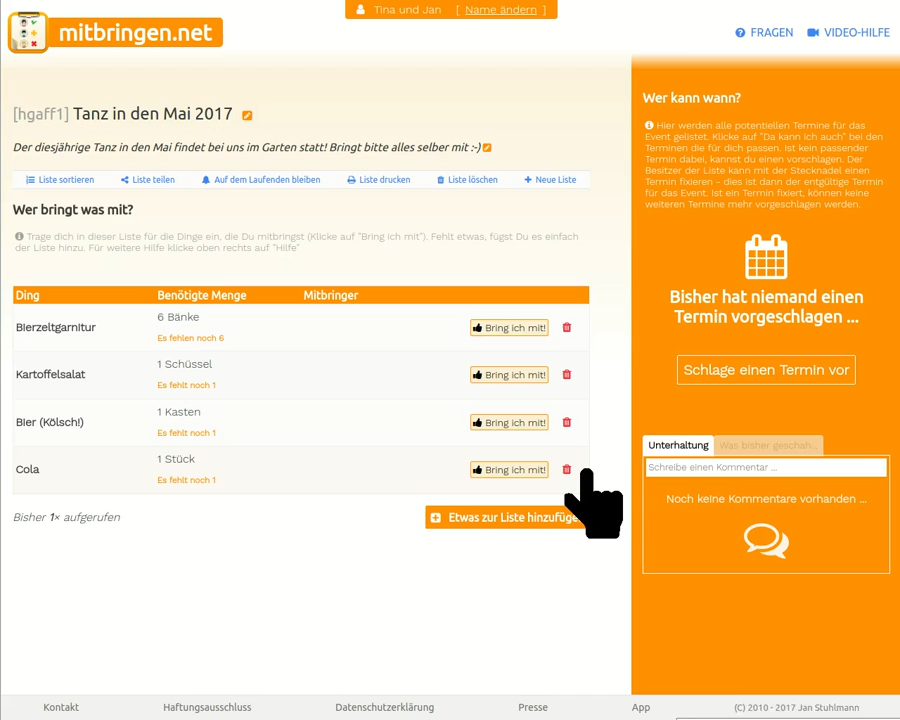 Tina und Jan [ Name ändern ]
mitbringen.net
FRAGEN VIDEO-HILFE
[hgaff1] Tanz in den Mai 2017
Der diesjährige Tanz in den Mai findet bei uns im Garten statt! Bringt bitte alles selber mit :-)
Liste sortieren Liste teilen Auf dem Laufenden bleiben Liste drucken Liste löschen Neue Liste
Wer bringt was mit?
Trage dich in dieser Liste für die Dinge ein, die Du mitbringst (Klicke auf "Bring ich mit"). Fehlt etwas, fügst Du es einfach
der Liste hinzu. Für weitere Hilfe klicke oben rechts auf "Hilfe"
Ding Benötigte Menge Mitbringer
Bierzeltgarnitur 6 Bänke Bring ich mit!
Es fehlen noch 6
Kartoffelsalat 1 Schüssel Bring ich mit!
Es fehlt noch 1
Bier (Kölsch!) 1 Kasten Bring ich mit!
Es fehlt noch 1
Cola 1 Stück Bring ich mit!
Es fehlt noch 1
Bisher 1× aufgerufen
Etwas zur Liste hinzufüge
Wer kann wann?
Hier werden alle potentiellen Termine für das
Event gelistet. Klicke auf "Da kann ich auch" bei den
Terminen die für dich passen. Ist kein passender
Termin dabei, kannst du einen vorschlagen. Der
Besitzer der Liste kann mit der Stecknadel einen
Termin fixieren - dies ist dann der entgültige Termin
für das Event. Ist ein Termin fixiert, können keine
weiteren Termine mehr vorgeschlagen werden.
Bisher hat niemand einen
Termin vorgeschlagen ...
Schlage einen Termin vor
Unterhaltung Was bisher geschah...
Schreibe einen Kommentar ...
Noch keine Kommentare vorhanden ...
Kontakt Haftungsausschluss Datenschutzerklärung Presse App (C) 2010 - 2017 Jan Stuhlmann